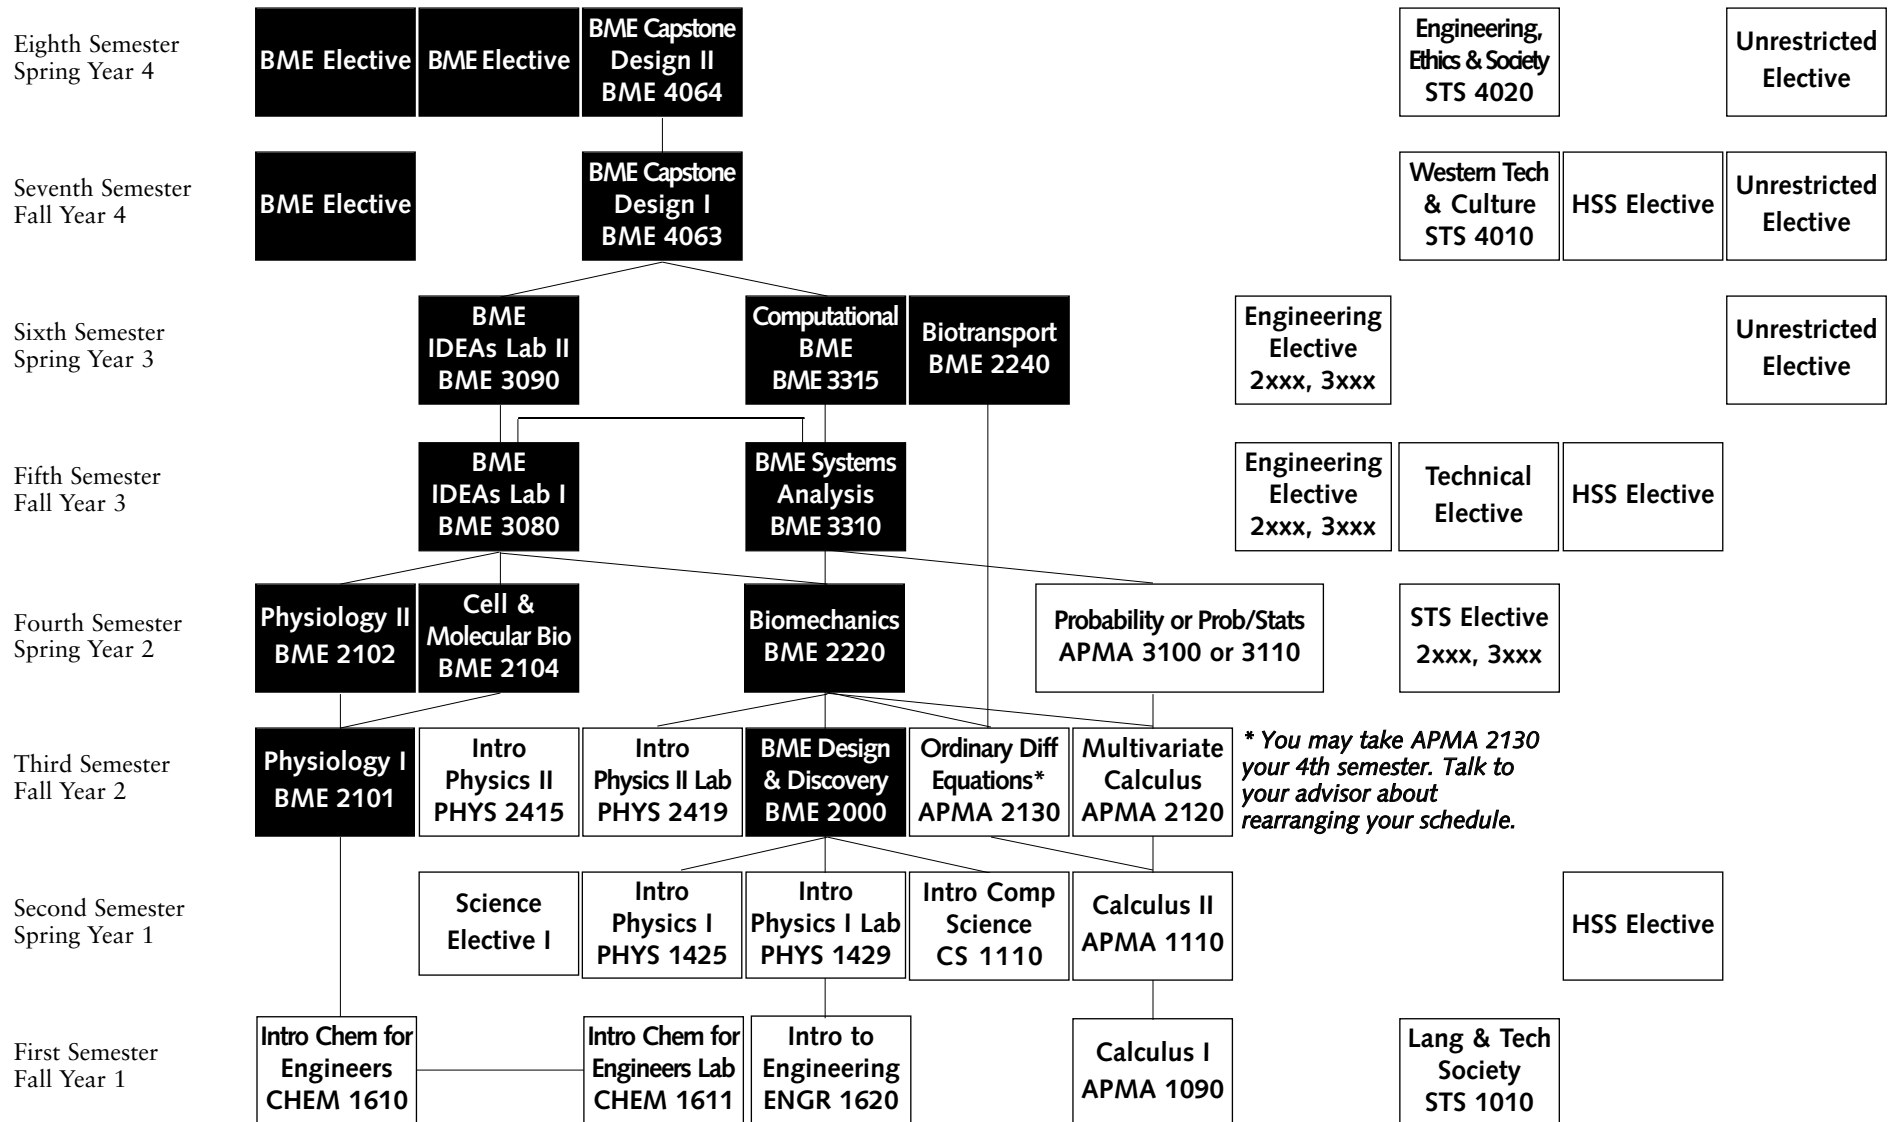 Eighth Semester
Spring Year 4
BME Elective
BME Elective
BME Capstone
Design II
BME 4064
Engineering,
Ethics & Society
STS 4020
Unrestricted
Elective
Seventh Semester
Fall Year 4
BME Elective
BME Capstone
Design I
BME 4063
Western Tech
& Culture
STS 4010
HSS Elective
Unrestricted
Elective
Sixth Semester
Spring Year 3
BME
IDEAs Lab II
BME 3090
Computational
BME
BME 3315
Biotransport
BME 2240
Engineering
Elective
2xxx, 3xxx
Unrestricted
Elective
Fifth Semester
Fall Year 3
BME
IDEAs Lab I
BME 3080
BME Systems
Analysis
BME 3310
Engineering
Elective
2xxx, 3xxx
Technical
Elective
HSS Elective
Fourth Semester
Spring Year 2
Physiology II
BME 2102
Cell &
Molecular Bio
BME 2104
Biomechanics
BME 2220
Probability or Prob/Stats
APMA 3100 or 3110
STS Elective
2xxx, 3xxx
Third Semester
Fall Year 2
Physiology I
BME 2101
Intro
Physics II
PHYS 2415
Intro
Physics II Lab
PHYS 2419
BME Design
& Discovery
BME 2000
Ordinary Diff
Equations*
APMA 2130
Multivariate
Calculus
APMA 2120
* You may take APMA 2130
your 4th semester. Talk to
your advisor about
rearranging your schedule.
Second Semester
Spring Year 1
Science
Elective I
Intro
Physics I
PHYS 1425
Intro
Physics I Lab
PHYS 1429
Intro Comp
Science
CS 1110
Calculus II
APMA 1110
HSS Elective
First Semester
Fall Year 1
Intro Chem for
Engineers
CHEM 1610
Intro Chem for
Engineers Lab
CHEM 1611
Intro to
Engineering
ENGR 1620
Calculus I
APMA 1090
Lang & Tech
Society
STS 1010